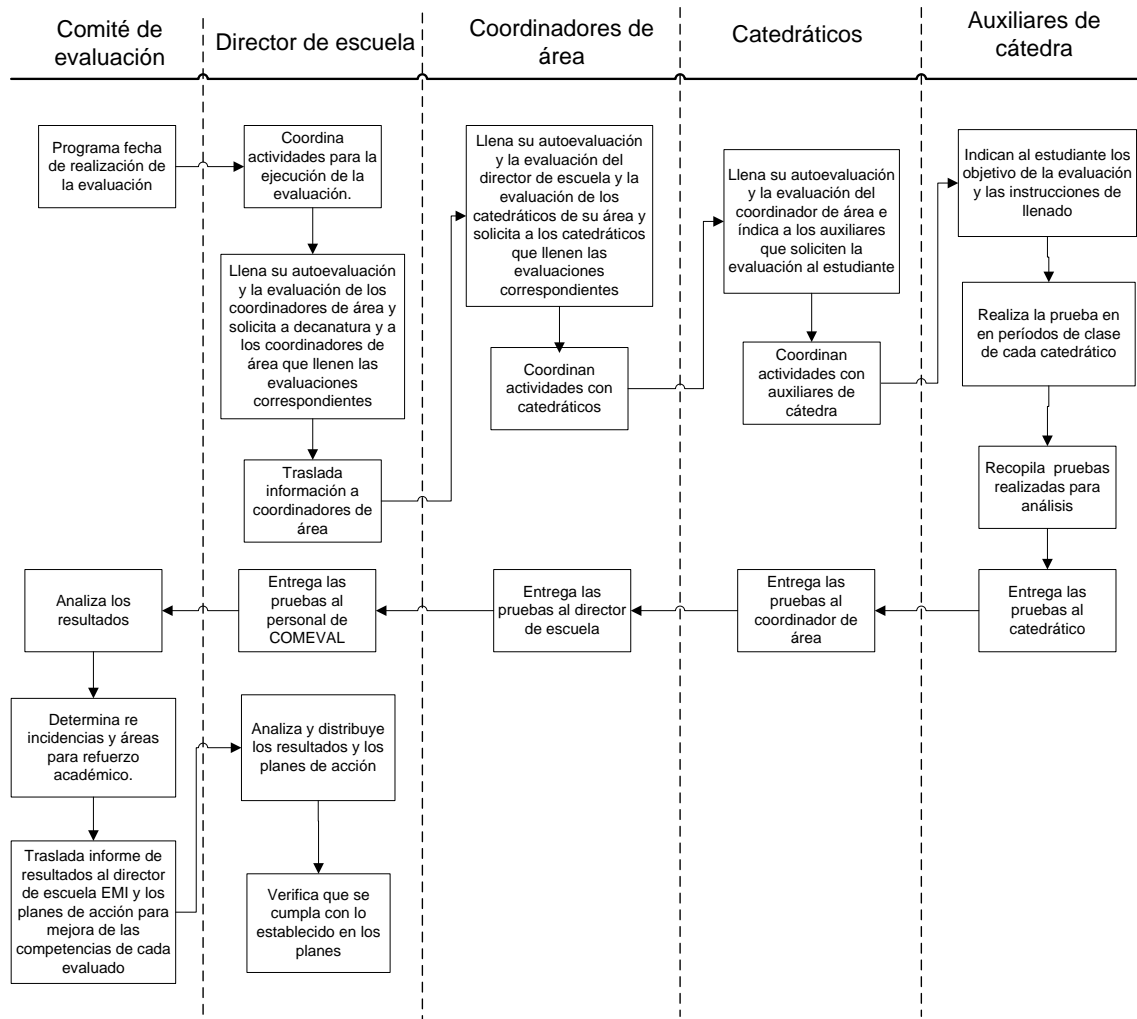 Comité de
evaluación
Director de escuela
Coordinadores de
área
Catedráticos
Auxiliares de
cátedra
Programa fecha
de realización de
la evaluación
Coordina
actividades para la
ejecución de la
evaluación.
Llena su autoevaluación
y la evaluación de los
coordinadores de área y
solicita a decanatura y a
los coordinadores de
área que llenen las
evaluaciones
correspondientes
Traslada
información a
coordinadores de
área
Llena su autoevaluación
y la evaluación del
director de escuela y la
evaluación de los
catedráticos de su área y
solicita a los catedráticos
que llenen las
evaluaciones
correspondientes
Coordinan
actividades con
catedráticos
Llena su autoevaluación
y la evaluación del
coordinador de área e
índica a los auxiliares
que soliciten la
evaluación al estudiante
Coordinan
actividades con
auxiliares de
cátedra
Indican al estudiante los
objetivo de la evaluación
y las instrucciones de
llenado
Realiza la prueba en
en períodos de clase
de cada catedrático
Recopila pruebas
realizadas para
análisis
Entrega las
pruebas al
catedrático
Entrega las
pruebas al
coordinador de
área
Entrega las
pruebas al director
de escuela
Entrega las
pruebas al
personal de
COMEVAL
Analiza los
resultados
Determina re
incidencias y áreas
para refuerzo
académico.
Traslada informe de
resultados al director
de escuela EMI y los
planes de acción para
mejora de las
competencias de cada
evaluado
Analiza y distribuye
los resultados y los
planes de acción
Verifica que se
cumpla con lo
establecido en los
planes